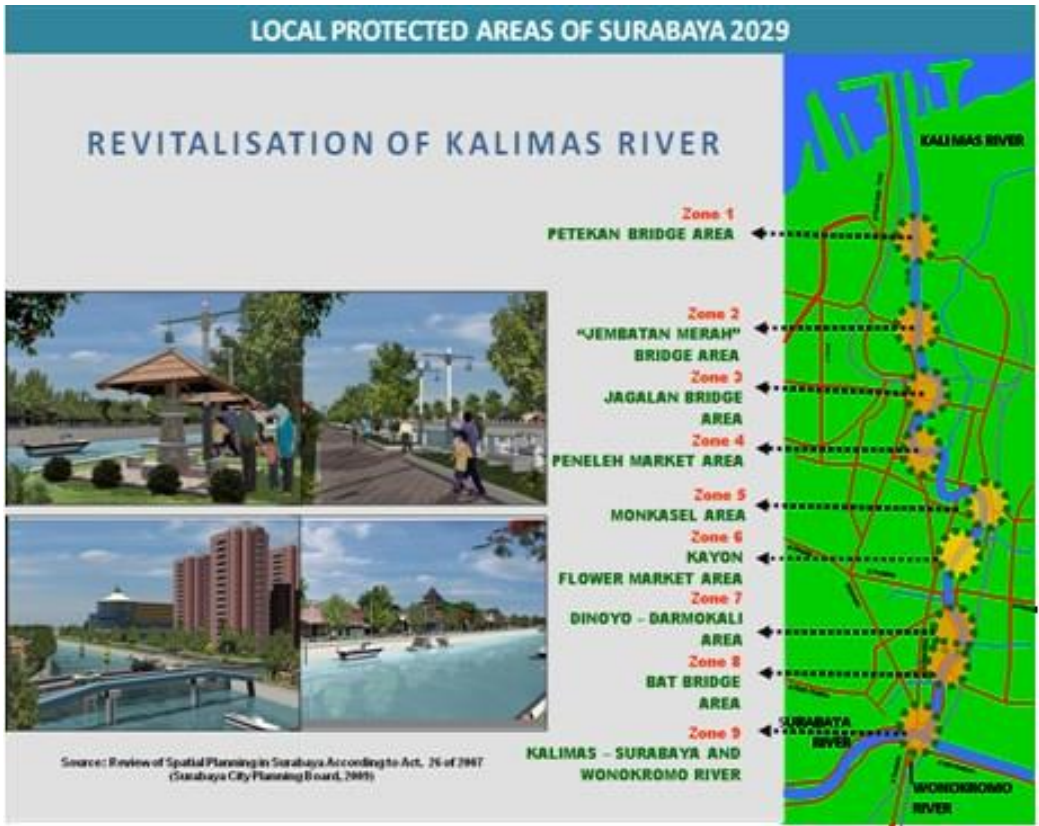 LOCAL PROTECTED AREAS OF SURABAYA 2029
REVITALISATION OF KALIMAS RIVER
KALIMAS RIVER
Zone 1
PETEKAN BRIDGE AREA
Zone 2
“JEMBATAN MERAH”
BRIDGE AREA
Zone 3
JAGALAN BRIDGE
AREA
Zone 4
PENELEH MARKET AREA
Zone 5
MONKASEL AREA
Zone 6
KAYON
FLOWER MARKET AREA
Zone 7
DINOYO – DARMOKALI
AREA
Zone 8
BAT BRIDGE
AREA
Zone 9
KALIMAS – SURABAYA AND
WONOKROMO RIVER
SURABAYA
RIVER
WONOKROMO
RIVER
Source: Review of Spatial Planning in Surabaya According to Act, 26 of 2007
(Surabaya City Planning Board, 2009)